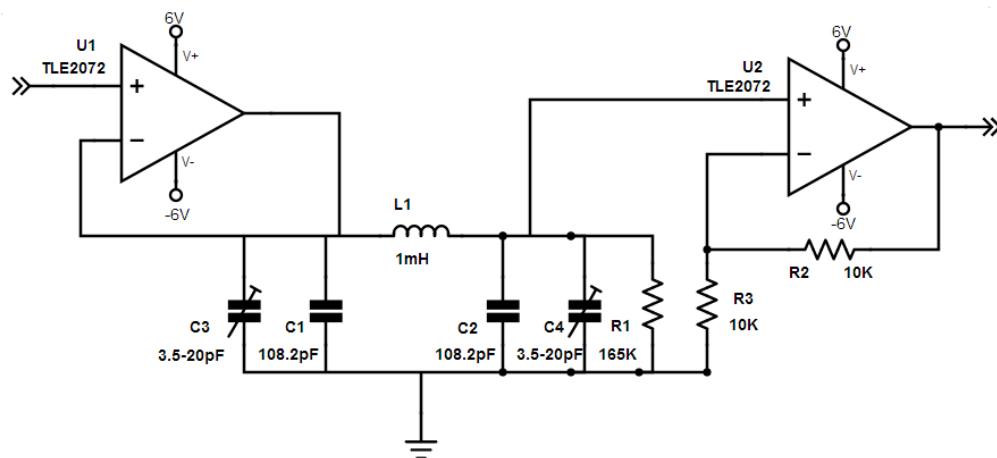 6V
U1
TLE2072
V+
+
−
V-
-6V
6V
U2
TLE2072
V+
+
−
V-
-6V
L1
1mH
R2
10K
C3
3.5-20pF
C1
108.2pF
C2
108.2pF
C4
3.5-20pF
R1
165K
R3
10K